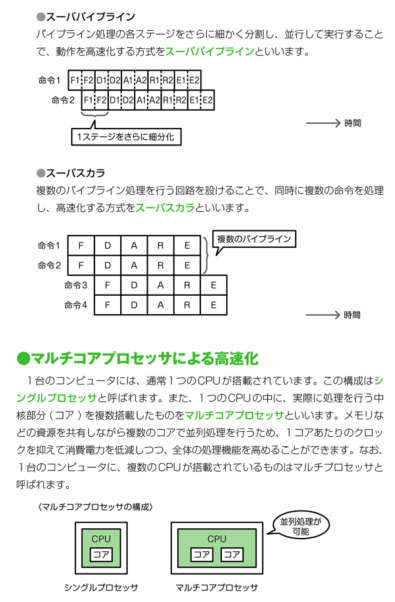 ●スーパパイプライン
パイプライン処理の各ステージをさらに細かく分割し、並行して実行すること
で、動作を高速化する方式をスーパパイプラインといいます。
命令1 F1 F2 D1 D2 A1 A2 R1 R2 E1 E2
命令2 F1 F2 D1 D2 A1 A2 R1 R2 E1 E2
1ステージをさらに細分化
時間
●スーパスカラ
複数のパイプライン処理を行う回路を設けることで、同時に複数の命令を処理
し、高速化する方式をスーパスカラといいます。
複数のパイプライン
命令1 F D A R E
命令2 F D A R E
命令3 F D A R E
命令4 F D A R E
時間
●マルチコアプロセッサによる高速化
1台のコンピュータには、通常1つのCPUが搭載されています。この構成はシ
ングルプロセッサと呼ばれます。また、1つのCPUの中に、実際に処理を行う中
核部分(コア)を複数搭載したものをマルチコアプロセッサといいます。メモリな
どの資源を共有しながら複数のコアで並列処理を行うため、1コアあたりのクロッ
クを抑えて消費電力を低減しつつ、全体の処理機能を高めることができます。なお、
1台のコンピュータに、複数のCPUが搭載されているものはマルチプロセッサと
呼ばれます。
〈マルチコアプロセッサの構成〉
並列処理が
可能
CPU
コア
CPU
コア コア
シングルプロセッサ
マルチコアプロセッサ